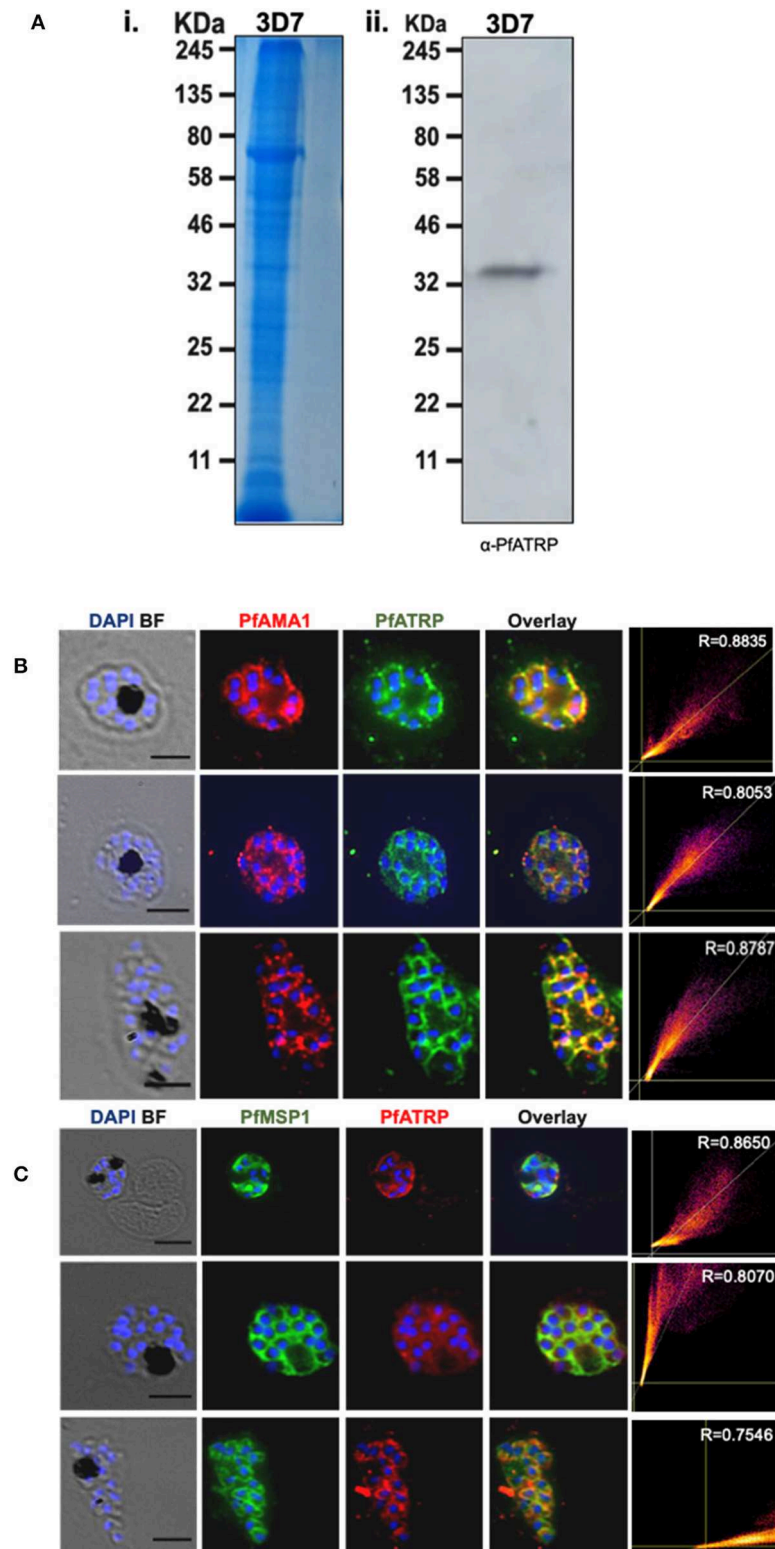 A
i.
KDa
3D7
245
135
80
58
46
32
25
22
11
ii.
KDa
3D7
245
135
80
58
46
32
25
22
11
α-PfATRP
B
DAPI BF
PfAMA1
PfATRP
Overlay
R=0.8835
R=0.8053
R=0.8787
C
DAPI BF
PfMSP1
PfATRP
Overlay
R=0.8650
R=0.8070
R=0.7546